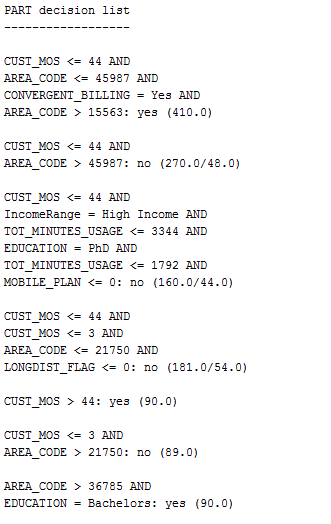 PART decision list
------------------
CUST_MOS <= 44 AND
AREA_CODE <= 45987 AND
CONVERGENT_BILLING = Yes AND
AREA_CODE > 15563: yes (410.0)
CUST_MOS <= 44 AND
AREA_CODE > 45987: no (270.0/48.0)
CUST_MOS <= 44 AND
IncomeRange = High Income AND
TOT_MINUTES_USAGE <= 3344 AND
EDUCATION = PhD AND
TOT_MINUTES_USAGE <= 1792 AND
MOBILE_PLAN <= 0: no (160.0/44.0)
CUST_MOS <= 44 AND
CUST_MOS <= 3 AND
AREA_CODE <= 21750 AND
LONGDIST_FLAG <= 0: no (181.0/54.0)
CUST_MOS > 44: yes (90.0)
CUST_MOS <= 3 AND
AREA_CODE > 21750: no (89.0)
AREA_CODE > 36785 AND
EDUCATION = Bachelors: yes (90.0)